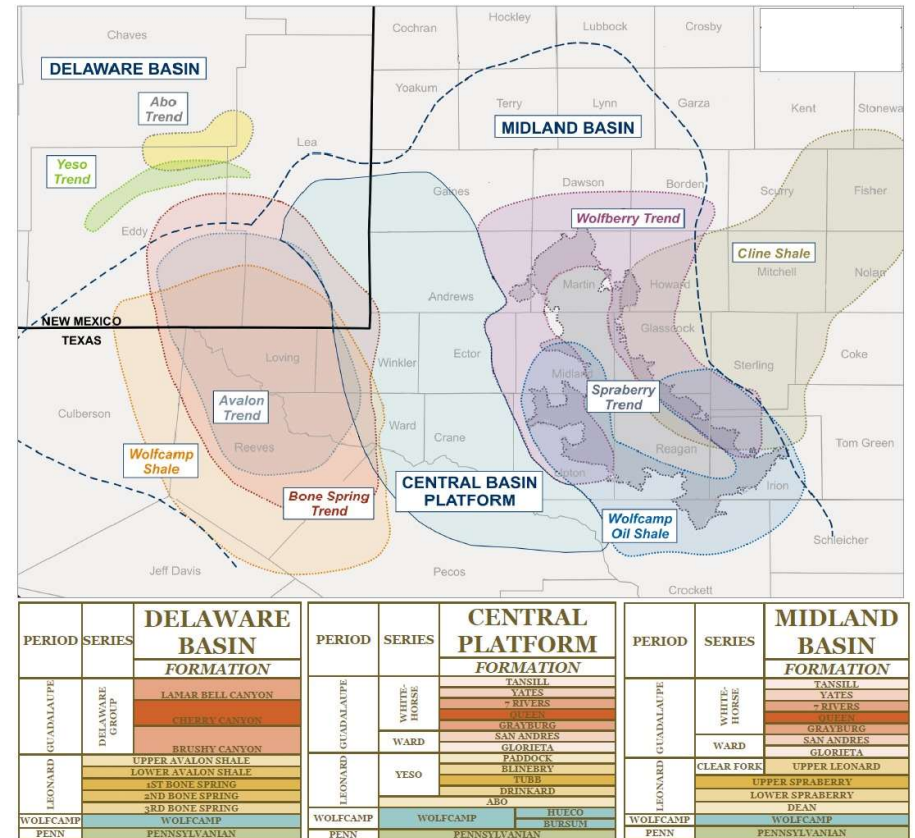 Chaves
Cochran
Hockley
Lubbock
Crosby
DELAWARE BASIN
Abo
Trend
Yoakum
Terry
Lynn
Garza
Kent
Stonewa
MIDLAND BASIN
Lea
Yeso
Trend
Gaines
Dawson
Borden
Scurry
Fisher
Wolfberry Trend
Eddy
Cline Shale
Mitchell
Nolan
Andrews
Martin
Howard
NEW MEXICO
TEXAS
Glasscock
Loving
Winkler
Ector
Midland
Sterling
Coke
Spraberry
Trend
Avalon
Trend
Culberson
Reeves
Ward
Crane
Reagan
Tom Green
Wolfcamp
Shale
Upton
Irion
CENTRAL BASIN
PLATFORM
Bone Spring
Trend
Wolfcamp
Oil Shale
Schleicher
Jeff Davis
Pecos
Crockett
PERIOD
SERIES
DELAWARE
BASIN
FORMATION
GUADALAUPE
DELAWARE
GROUP
LAMAR BELL CANYON
CHERRY CANYON
BRUSHY CANYON
LEONARD
UPPER AVALON SHALE
LOWER AVALON SHALE
1ST BONE SPRING
2ND BONE SPRING
3RD BONE SPRING
WOLFCAMP
WOLFCAMP
PENN
PENNSYLVANIAN
PERIOD
SERIES
CENTRAL
PLATFORM
FORMATION
GUADALAUPE
WHITE-
HORSE
TANSILL
YATES
7 RIVERS
QUEEN
GRAYBURG
WARD
SAN ANDRES
GLORIETA
LEONARD
YESO
PADDOCK
BLINEBRY
TUBB
DRINKARD
ABO
WOLFCAMP
WOLFCAMP
HUECO
BURSUM
PENN
PENNSYLVANIAN
PERIOD
SERIES
MIDLAND
BASIN
FORMATION
GUADALAUPE
WHITE-
HORSE
TANSILL
YATES
7 RIVERS
QUEEN
GRAYBURG
WARD
SAN ANDRES
GLORIETA
LEONARD
CLEAR FORK
UPPER LEONARD
UPPER SPRABERRY
LOWER SPRABERRY
DEAN
WOLFCAMP
WOLFCAMP
PENN
PENNSYLVANIAN